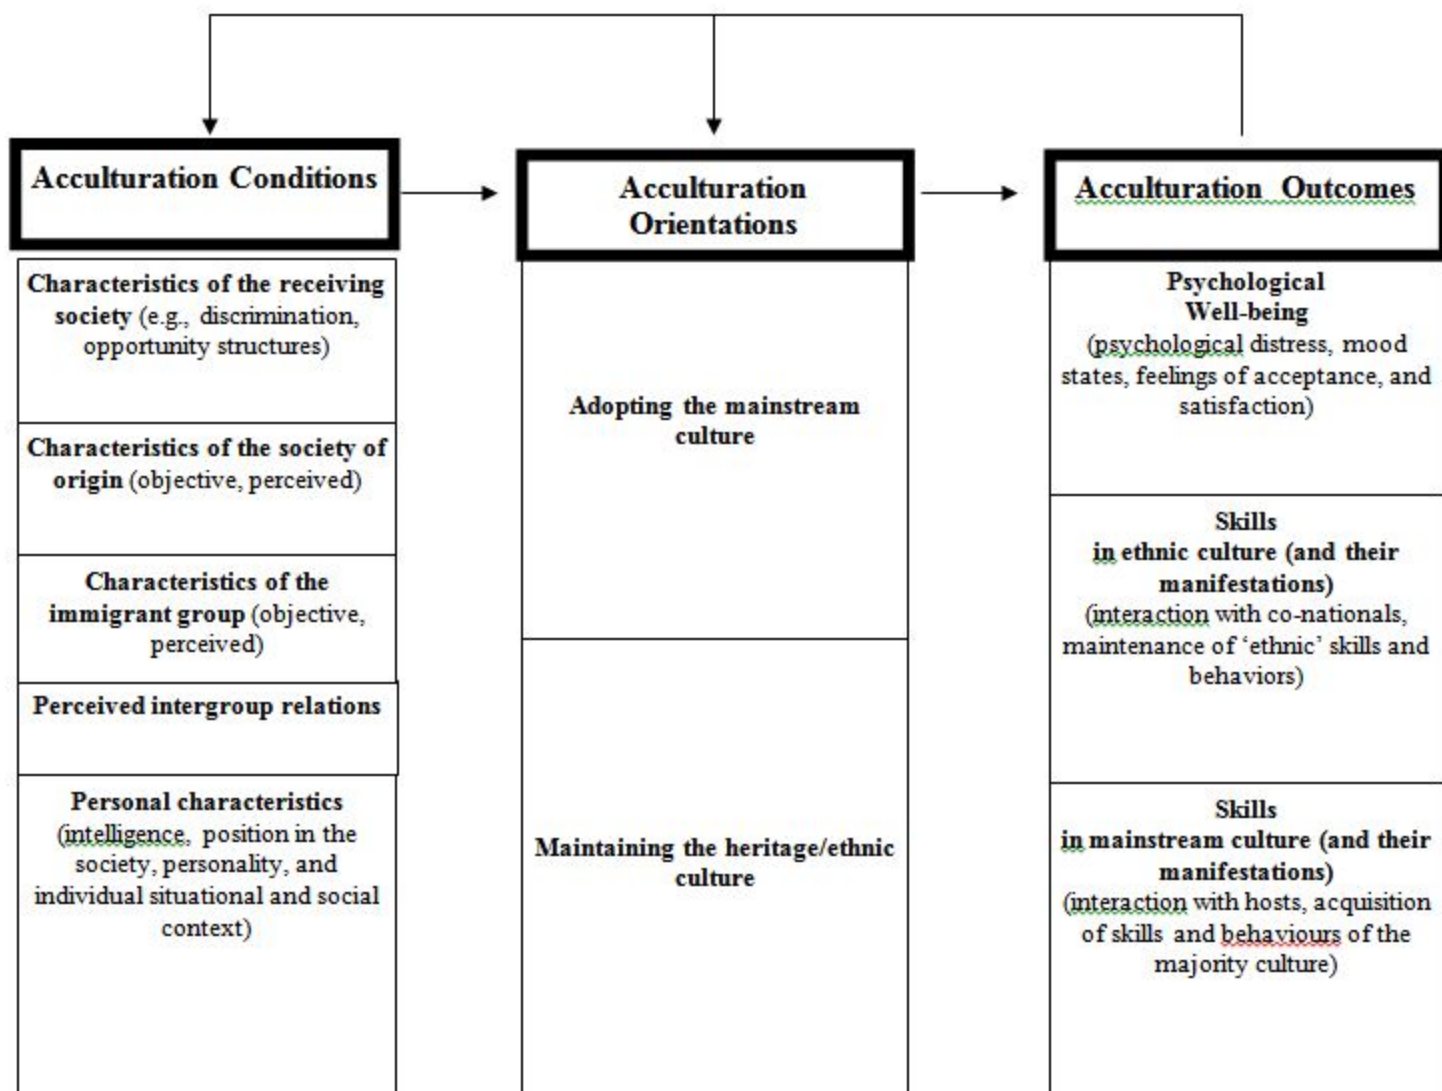 Acculturation Conditions
Characteristics of the receiving
society (e.g., discrimination,
opportunity structures)
Characteristics of the society of
origin (objective, perceived)
Characteristics of the
immigrant group (objective,
perceived)
Perceived intergroup relations
Personal characteristics
(intelligence, position in the
society, personality, and
individual situational and social
context)
Acculturation
Orientations
Adopting the mainstream
culture
Maintaining the heritage/ethnic
culture
Acculturation Outcomes
Psychological
Well-being
(psychological distress, mood
states, feelings of acceptance, and
satisfaction)
Skills
in ethnic culture (and their
manifestations)
(interaction with co-nationals,
maintenance of ‘ethnic’ skills and
behaviors)
Skills
in mainstream culture (and their
manifestations)
(interaction with hosts, acquisition
of skills and behaviours of the
majority culture)